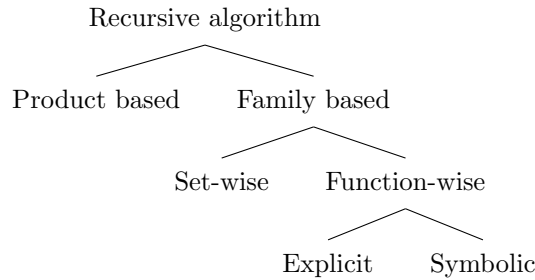 Recursive algorithm
Product based Family based
Set-wise Function-wise
Explicit Symbolic